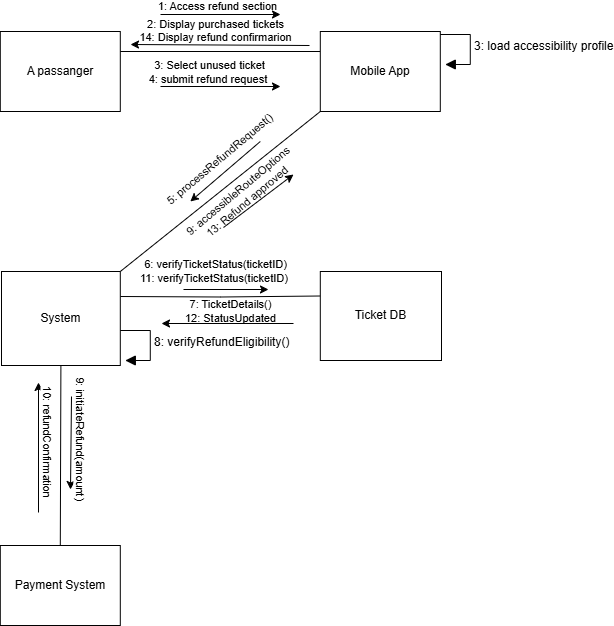 1: Access refund section
2: Display purchased tickets
14: Display refund confirmarion
A passanger
3: Select unused ticket
4: submit refund request
Mobile App
3: load accessibility profile
5: processRefundRequest()
9: accessibleRouteOptions
13: Refund approved
System
6: verifyTicketStatus(ticketID)
11: verifyTicketStatus(ticketID)
7: TicketDetails()
12: StatusUpdated
Ticket DB
8: verifyRefundEligibility()
9: initiateRefund(amount)
10: refundConfirmation
Payment System